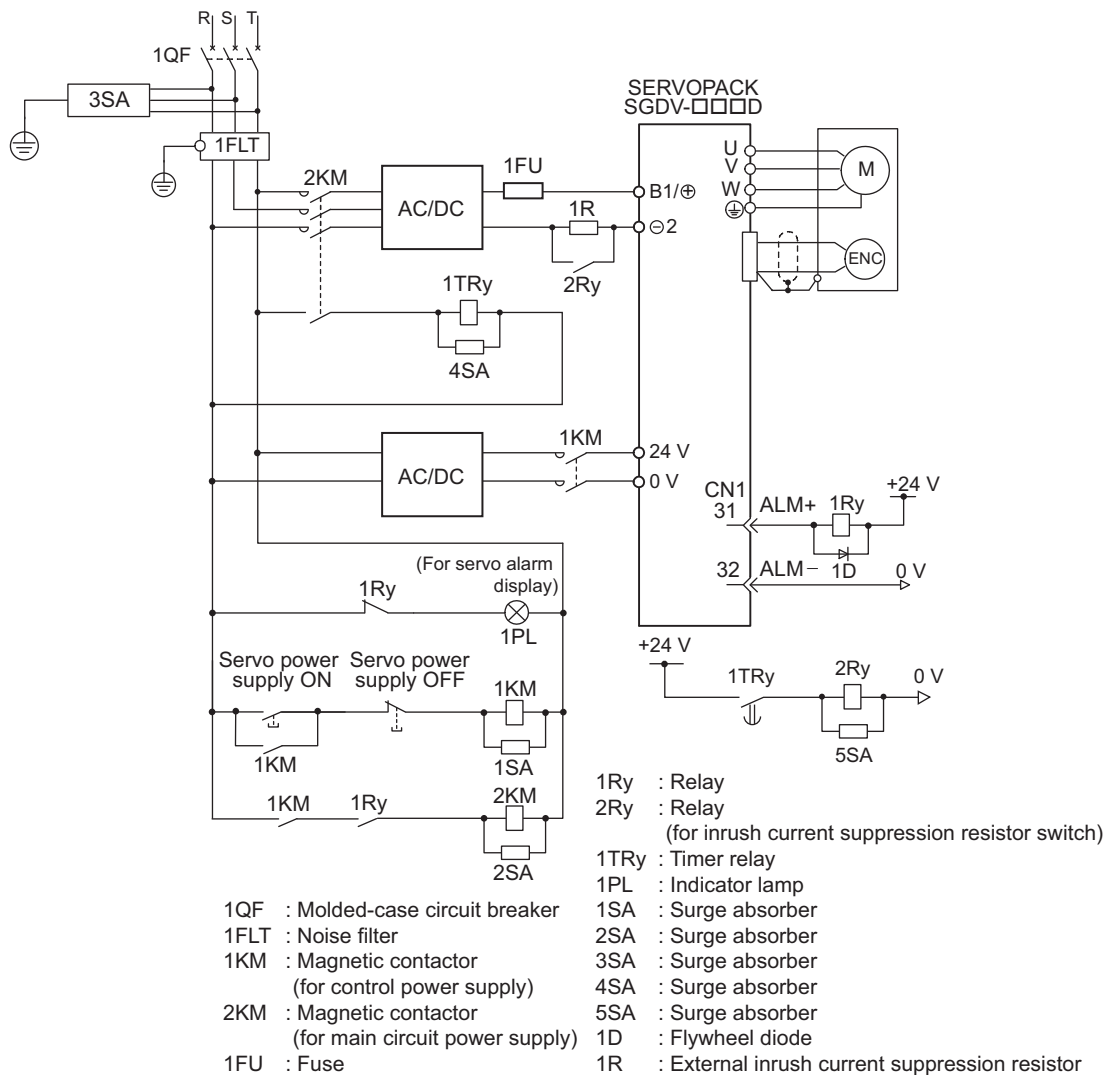 R S T
1QF
3SA
1FLT
SERVOPACK
SGDV-□□□D
2KM
AC/DC
1FU
B1/⊕
1R
⊖2
2Ry
U
V
W
M
ENC
1TRy
4SA
AC/DC
1KM
24 V
0 V
CN1
31
ALM+
1Ry
+24 V
1D
32
ALM−
0 V
(For servo alarm
display)
1Ry
1PL
Servo power
supply ON
Servo power
supply OFF
1KM
1KM
1SA
+24 V
1TRy
2Ry
0 V
5SA
1KM
1Ry
2KM
2SA
1QF : Molded-case circuit breaker
1FLT : Noise filter
1KM : Magnetic contactor
(for control power supply)
2KM : Magnetic contactor
(for main circuit power supply)
1FU : Fuse
1Ry : Relay
2Ry : Relay
(for inrush current suppression resistor switch)
1TRy : Timer relay
1PL : Indicator lamp
1SA : Surge absorber
2SA : Surge absorber
3SA : Surge absorber
4SA : Surge absorber
5SA : Surge absorber
1D : Flywheel diode
1R : External inrush current suppression resistor